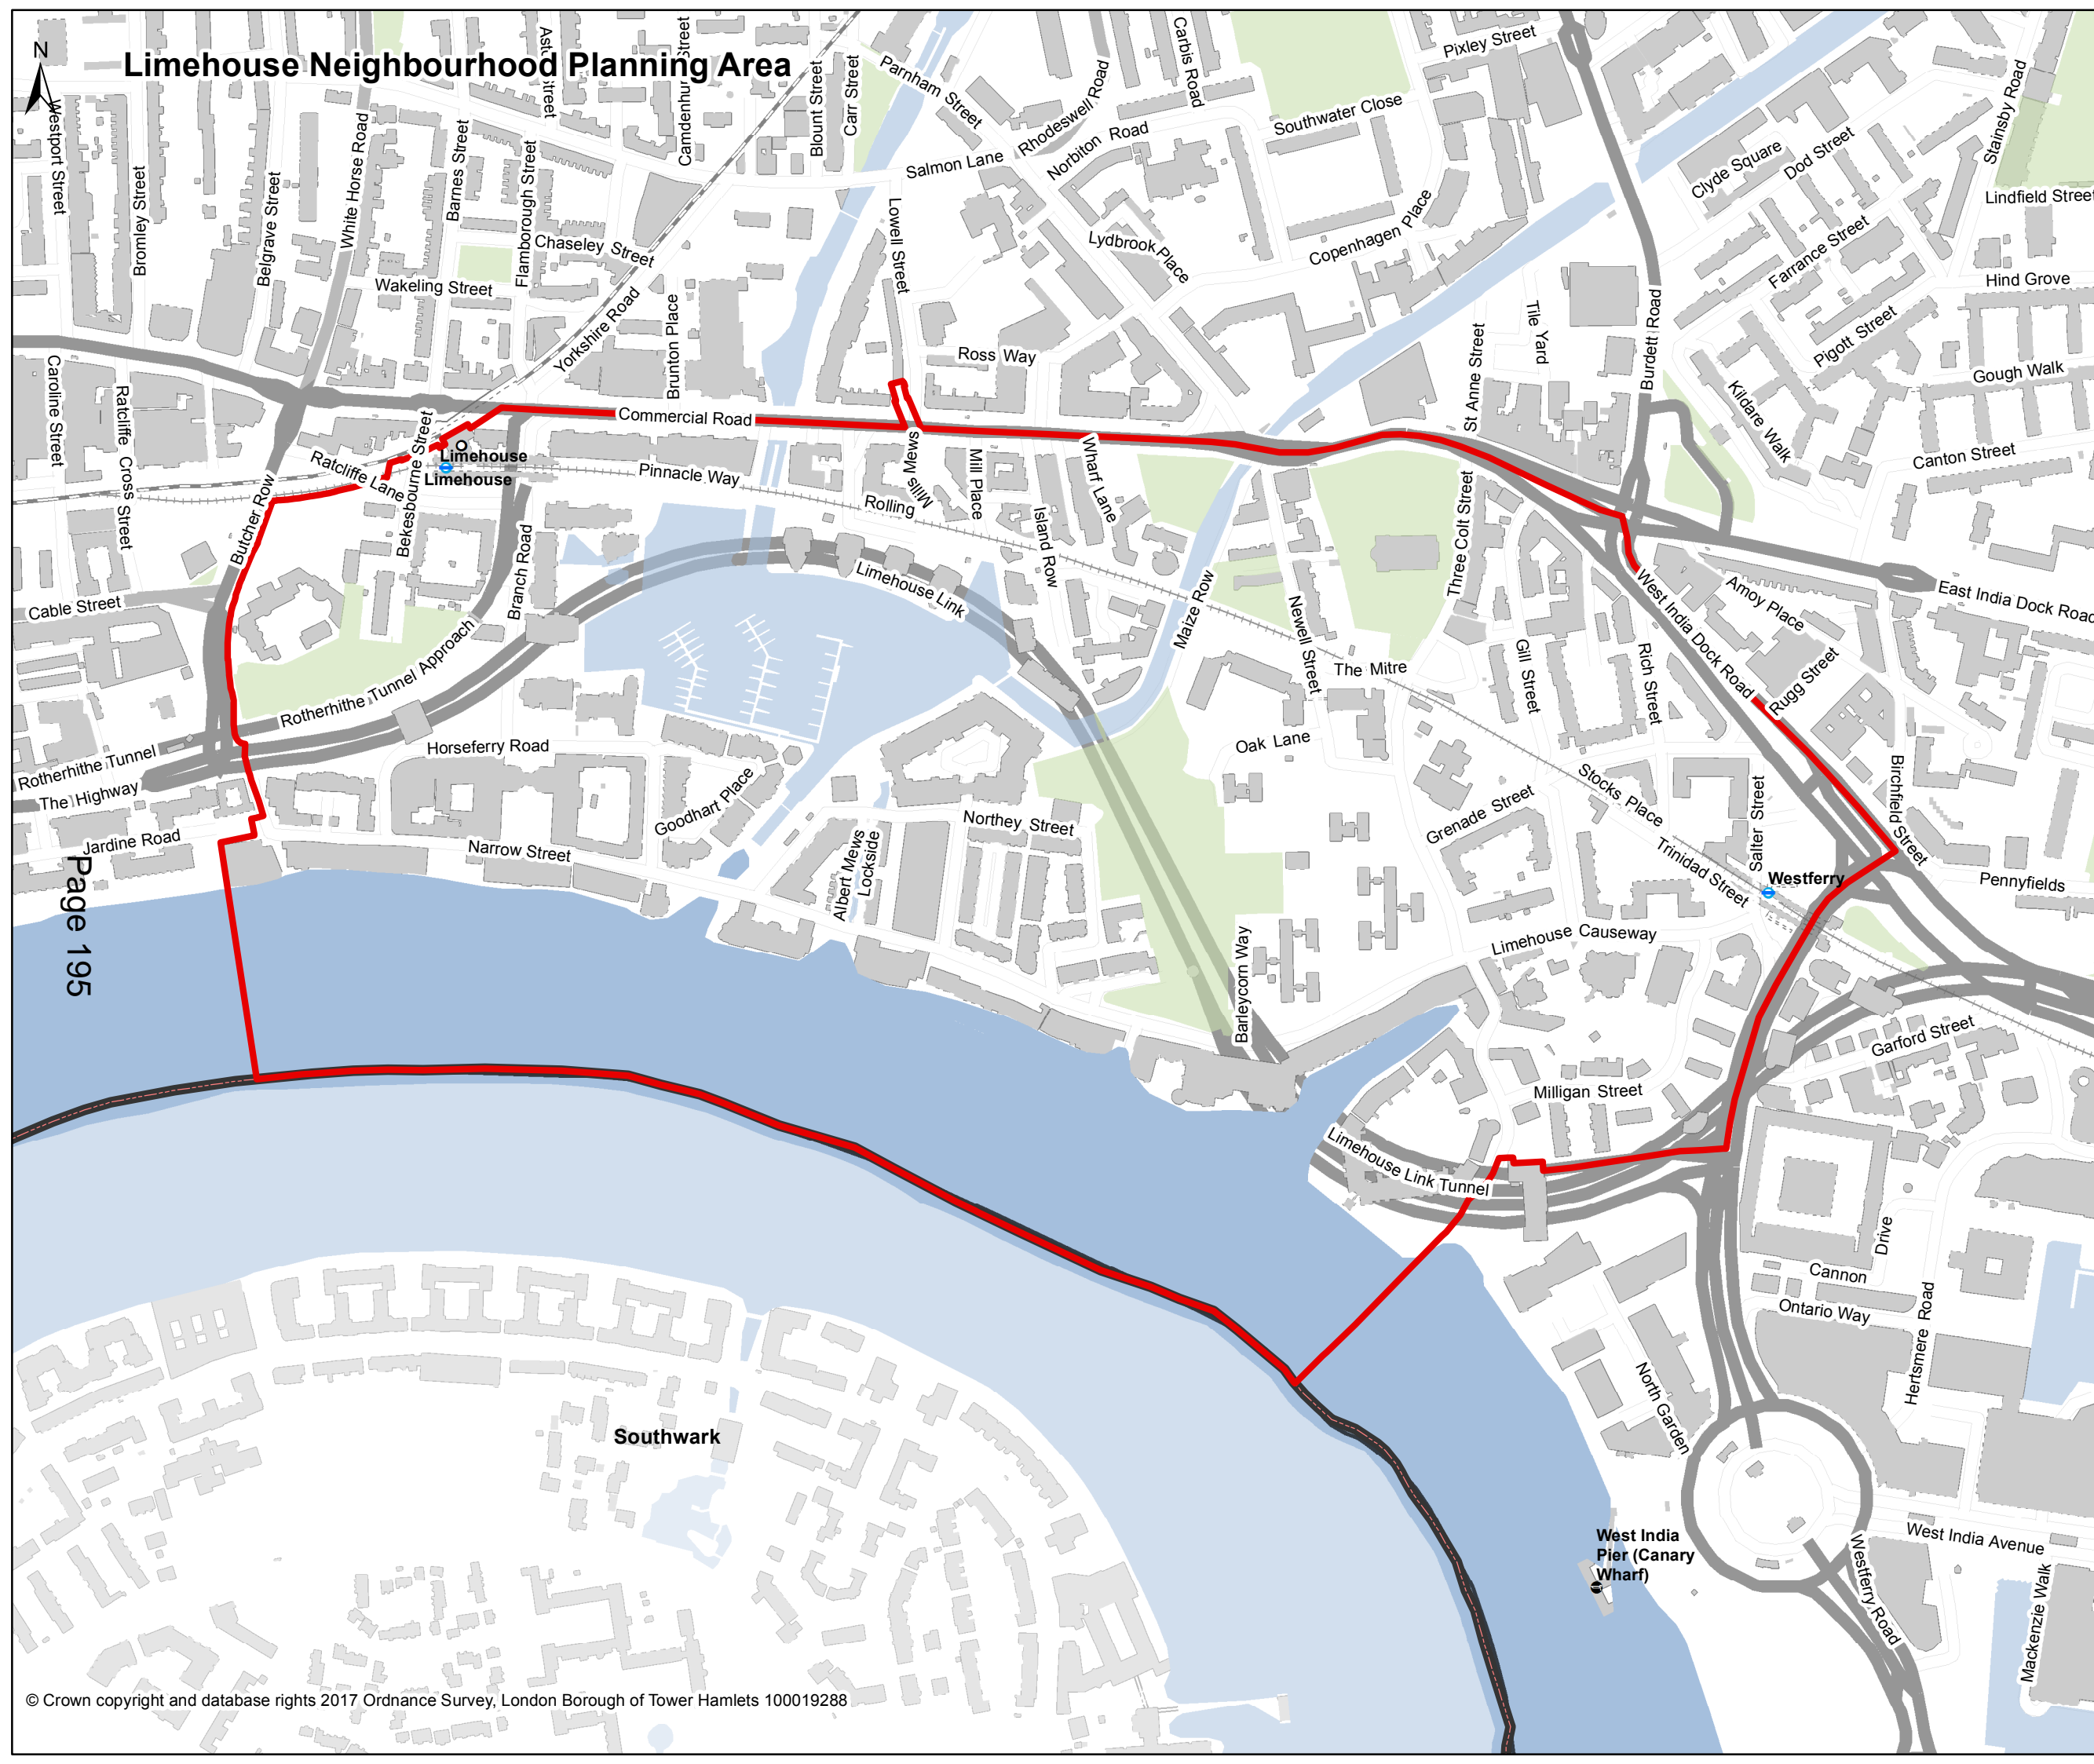 N
Limehouse Neighbourhood Planning Area
Westport Street
Bromley Street
Belgrave Street
White Horse Road
Barnes Street
Flamborough Street
Camdenhurst Street
Blount Street
Carr Street
Parnham Street
Salmon Lane
Rhodeswell Road
Norbiton Road
Carbis Road
Southwater Close
Pixley Street
Clyde Square
Dod Street
Stainsby Road
Lindfield Street
Farrance Street
Hind Grove
Pigott Street
Gough Walk
Kildare Walk
Canton Street
Burdett Road
Tile Yard
St Anne Street
Copenhagen Place
Lydbrook Place
Lowell Street
Ross Way
Chaseley Street
Wakeling Street
Yorkshire Road
Brunton Place
Commercial Road
Caroline Street
Ratcliffe Cross Street
Butcher Row
Ratcliffe Lane
Bekesbourne Street
Limehouse
Limehouse
Pinnacle Way
Rolling
Mills Mews
Mill Place
Wharf Lane
Island Row
Branch Road
Limehouse Link
Maize Row
Newell Street
The Mitre
Three Colt Street
Gill Street
Rich Street
West India Dock Road
Amoy Place
Rugg Street
East India Dock Road
Birchfield Street
Pennyfields
Cable Street
Rotherhithe Tunnel Approach
Rotherhithe Tunnel
The Highway
Jardine Road
Horseferry Road
Goodhart Place
Narrow Street
Albert Mews
Lockside
Northey Street
Oak Lane
Barleycorn Way
Grenade Street
Stocks Place
Salter Street
Trinidad Street
Westferry
Limehouse Causeway
Milligan Street
Garford Street
Limehouse Link Tunnel
Cannon
Drive
Ontario Way
Hertsmere Road
North Garden
West India
Pier (Canary
Wharf)
West India Avenue
Westferry Road
Mackenzie Walk
Southwark
Page 195
© Crown copyright and database rights 2017 Ordnance Survey, London Borough of Tower Hamlets 100019288